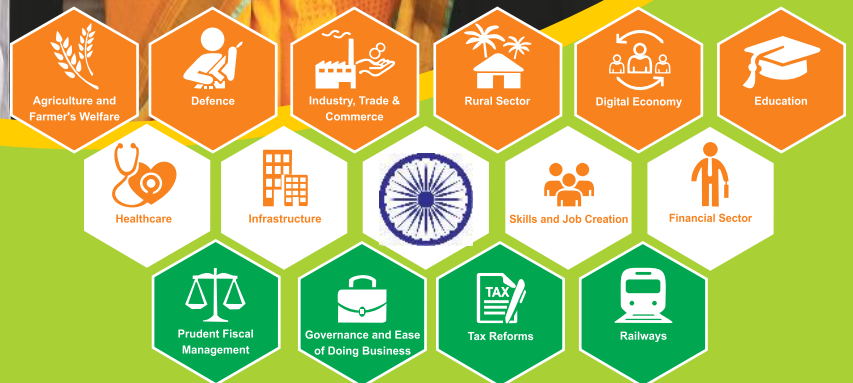 Agriculture and
Farmer's Welfare
Defence
Industry, Trade &
Commerce
Rural Sector
Digital Economy
Education
Healthcare
Infrastructure
Skills and Job Creation
Financial Sector
Prudent Fiscal
Management
Governance and Ease
of Doing Business
TAX
Tax Reforms
Railways